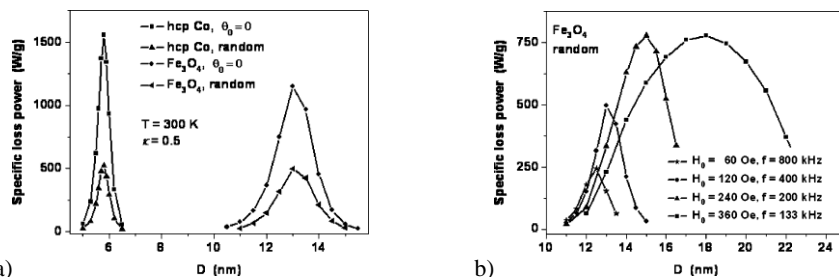 hcp Co, θ₀ = 0
hcp Co, random
Fe₃O₄, θ₀ = 0
Fe₃O₄, random
T = 300 K
κ = 0.5
Specific loss power (W/g)
1500
1000
500
0
6
8
10
12
14
D (nm)
a)
Fe₃O₄
random
H₀ = 60 Oe, f = 800 kHz
H₀ = 120 Oe, f = 400 kHz
H₀ = 240 Oe, f = 200 kHz
H₀ = 360 Oe, f = 133 kHz
Specific loss power (W/g)
750
500
250
0
10
12
14
16
18
20
22
24
D (nm)
b)